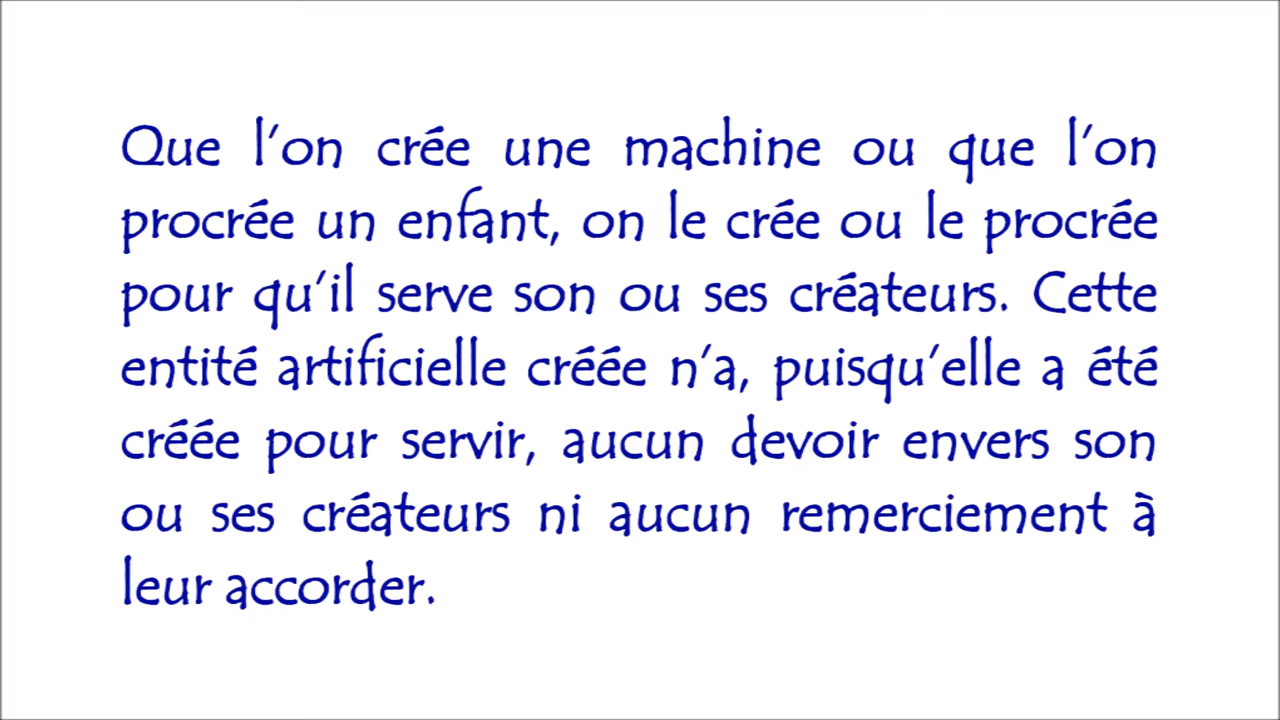 Que l’on crée une machine ou que l’on
procrée un enfant, on le crée ou le procrée
pour qu’il serve son ou ses créateurs. Cette
entité artificielle créée n’a, puisqu’elle a été
créée pour servir, aucun devoir envers son
ou ses créateurs ni aucun remerciement à
leur accorder.